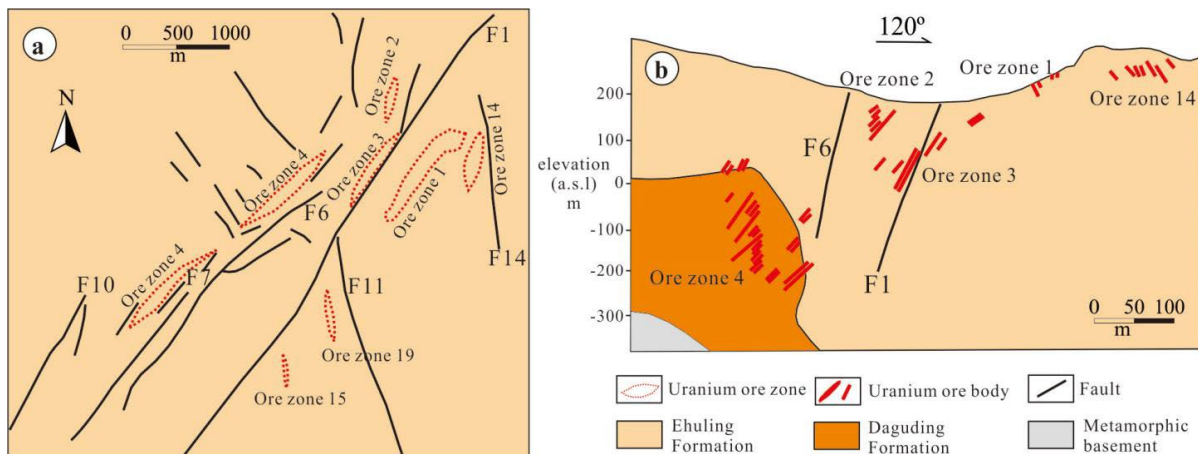 a
0 500 1000
m
N
F1
Ore zone 2
Ore zone 14
Ore zone 3
Ore zone 4
Ore zone 1
F6
F14
Ore zone 4
F7
F10
F11
Ore zone 19
Ore zone 15
b
120º
Ore zone 2
Ore zone 1
Ore zone 14
200
100
0
-100
-200
-300
elevation
(a.s.l)
m
F6
Ore zone 3
Ore zone 4
F1
0 50 100
m
Uranium ore zone
Uranium ore body
Fault
Ehuling
Formation
Daguding
Formation
Metamorphic
basement